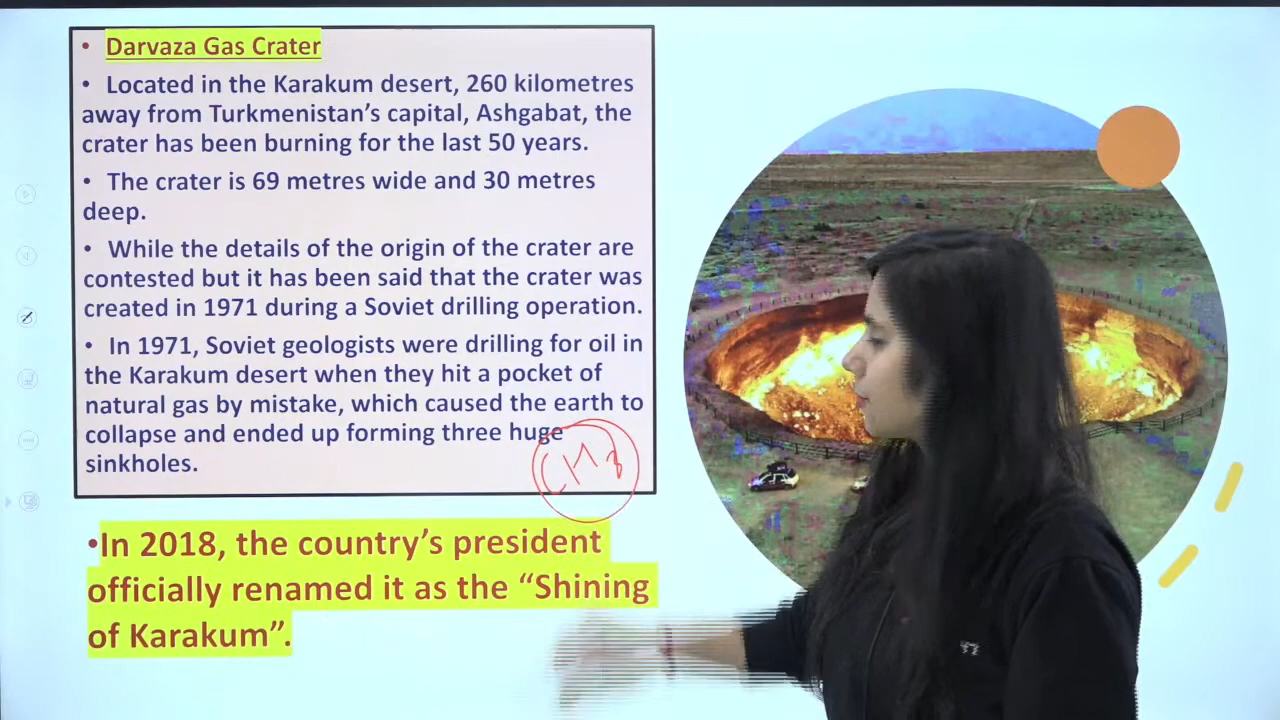 • Darvaza Gas Crater
• Located in the Karakum desert, 260 kilometres
away from Turkmenistan’s capital, Ashgabat, the
crater has been burning for the last 50 years.
• The crater is 69 metres wide and 30 metres
deep.
• While the details of the origin of the crater are
contested but it has been said that the crater was
created in 1971 during a Soviet drilling operation.
• In 1971, Soviet geologists were drilling for oil in
the Karakum desert when they hit a pocket of
natural gas by mistake, which caused the earth to
collapse and ended up forming three huge
sinkholes.
•In 2018, the country’s president
officially renamed it as the “Shining
of Karakum”.